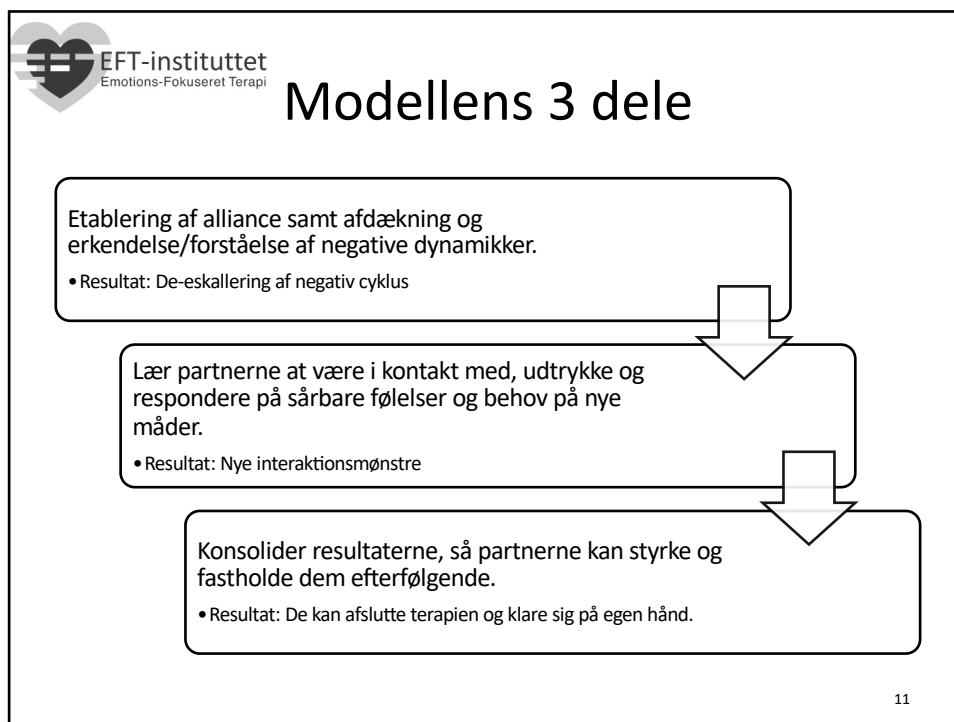 EFT-instituttet
Emotions-Fokuseret Terapi
Modellens 3 dele
Etablering af alliance samt afdækning og
erkendelse/forståelse af negative dynamikker.
• Resultat: De-eskallering af negativ cyklus
Lær partnerne at være i kontakt med, udtrykke og
respondere på sårbare følelser og behov på nye
måder.
• Resultat: Nye interaktionsmønstre
Konsolider resultaterne, så partnerne kan styrke og
fastholde dem efterfølgende.
• Resultat: De kan afslutte terapien og klare sig på egen hånd.
11